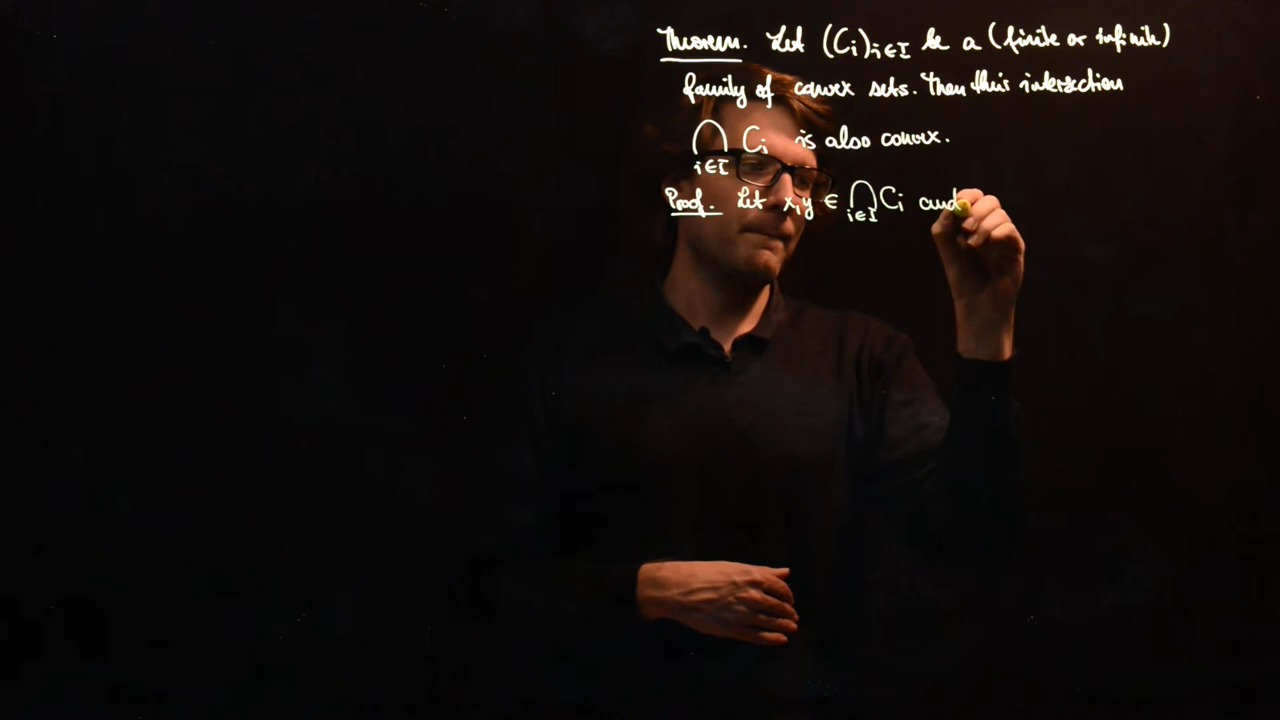 Theorem. Let (Ci)i∈I be a (finite or infinite)
family of convex sets. Then this intersection
⋂i∈I Ci is also convex.
Proof. Let x,y ∈ ⋂i∈I Ci and